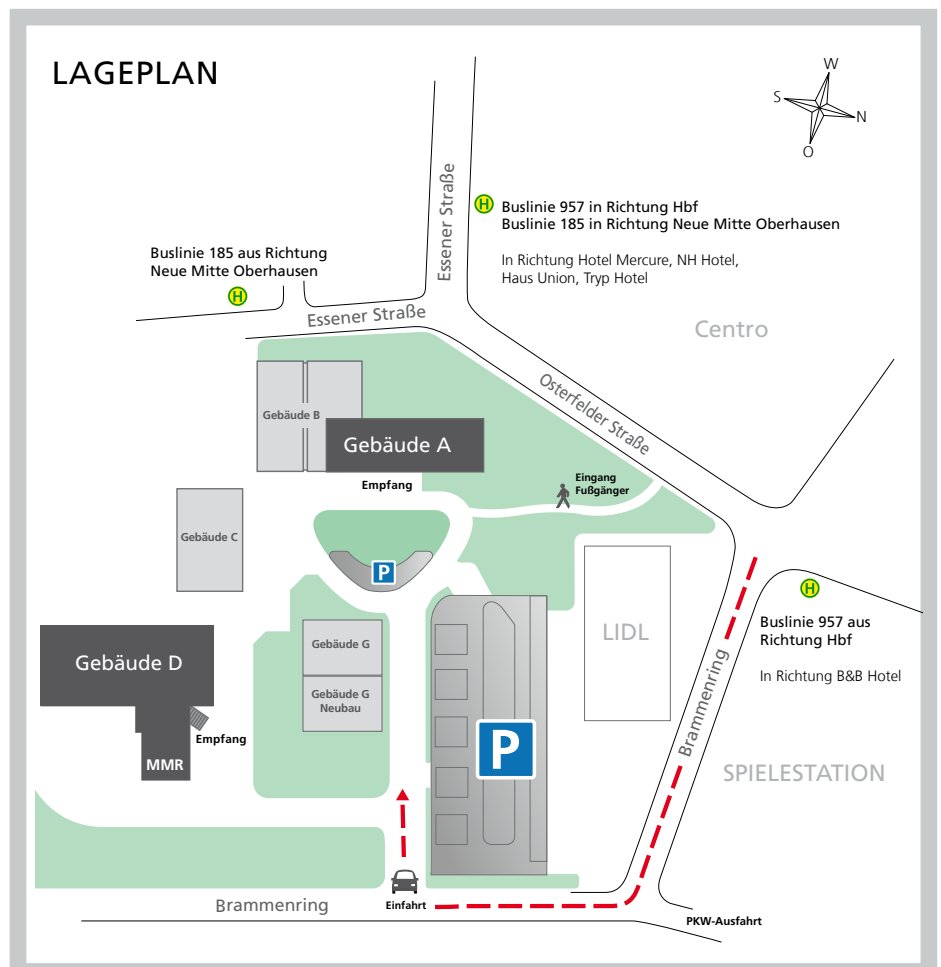 LAGEPLAN
W
S
N
O
Essener Straße
H
Buslinie 957 in Richtung Hbf
Buslinie 185 in Richtung Neue Mitte Oberhausen
In Richtung Hotel Mercure, NH Hotel,
Haus Union, Tryp Hotel
Buslinie 185 aus Richtung
Neue Mitte Oberhausen
H
Essener Straße
Centro
Osterfelder Straße
Gebäude B
Gebäude A
Empfang
Eingang
Fußgänger
Gebäude C
P
H
Buslinie 957 aus
Richtung Hbf
In Richtung B&B Hotel
LIDL
Gebäude G
Gebäude D
Gebäude G
Neubau
Brammenring
Empfang
P
MMR
SPIELESTATION
Brammenring
Einfahrt
PKW-Ausfahrt